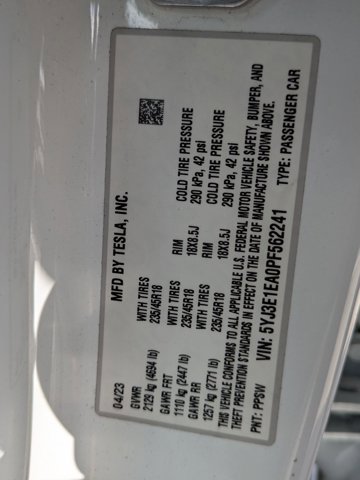 MFD BY TESLA, INC.
04/23
GVWR
2129 kg (4694 lb)
GAWR FRT WITH TIRES RIM COLD TIRE PRESSURE
1110 kg (2447 lb) 235/45R18 18X8.5J 290 kPa, 42 psi
GAWR RR WITH TIRES RIM COLD TIRE PRESSURE
1257 kg (2771 lb) 235/45R18 18X8.5J 290 kPa, 42 psi
THIS VEHICLE CONFORMS TO ALL APPLICABLE U.S. FEDERAL MOTOR VEHICLE SAFETY, BUMPER, AND
THEFT PREVENTION STANDARDS IN EFFECT ON THE DATE OF MANUFACTURE SHOWN ABOVE.
VIN: 5YJ3E1EA0PF562241
PNT: PPSW TYPE: PASSENGER CAR